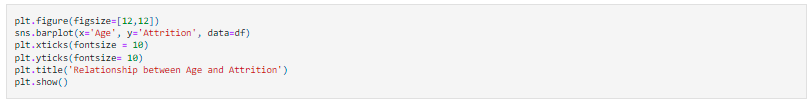 plt.figure(figsize=[12,12])
sns.barplot(x='Age', y='Attrition', data=df)
plt.xticks(fontsize = 10)
plt.yticks(fontsize= 10)
plt.title('Relationship between Age and Attrition')
plt.show()